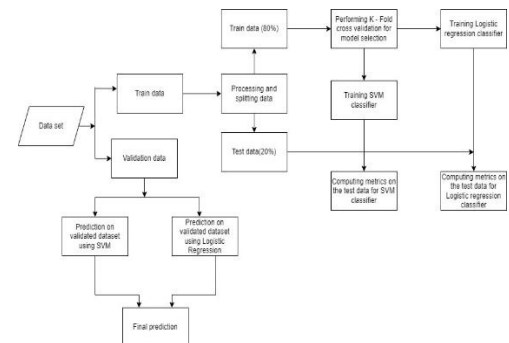 Train data (80%)
Performing K - Fold
cross validation for
model selection
Training Logistic
regression classifier
Data set
Train data
Processing and
splitting data
Training SVM
classifier
Validation data
Test data(20%)
Computing metrics on
the test data for SVM
classifier
Computing metrics on
the test data for
Logistic regression
classifier
Prediction on
validated dataset
using SVM
Prediction on
validated dataset
using Logistic
Regression
Final prediction